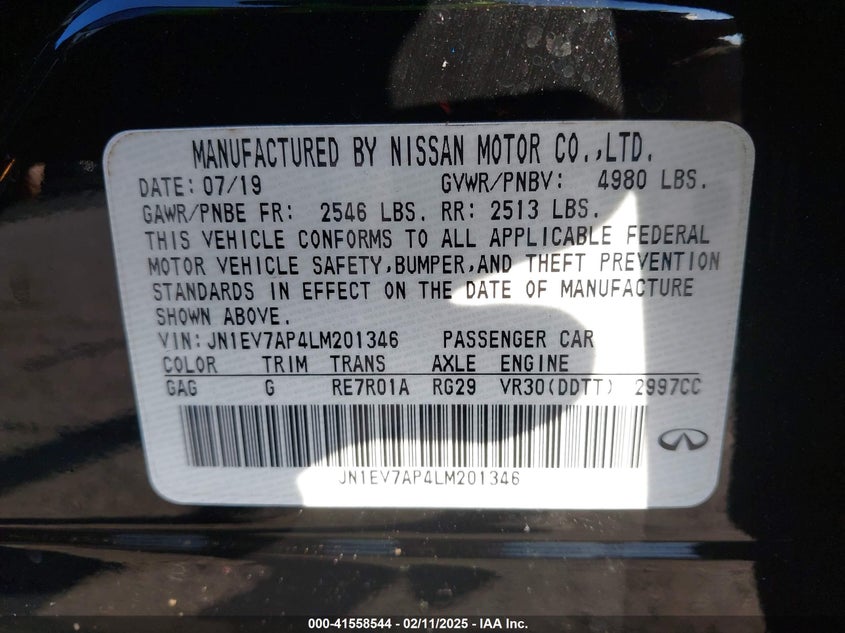 MANUFACTURED BY NISSAN MOTOR CO.,LTD.
DATE: 07/19 GVWR/PNBV: 4980 LBS.
GAWR/PNBE FR: 2546 LBS. RR: 2513 LBS.
THIS VEHICLE CONFORMS TO ALL APPLICABLE FEDERAL
MOTOR VEHICLE SAFETY,BUMPER,AND THEFT PREVENTION
STANDARDS IN EFFECT ON THE DATE OF MANUFACTURE
SHOWN ABOVE.
VIN: JN1EV7AP4LM201346 PASSENGER CAR
COLOR TRIM TRANS AXLE ENGINE
GAG G RE7R01A RG29 VR30(DDTT) 2997CC
JN1EV7AP4LM201346
000-41558544 - 02/11/2025 - IAA Inc.